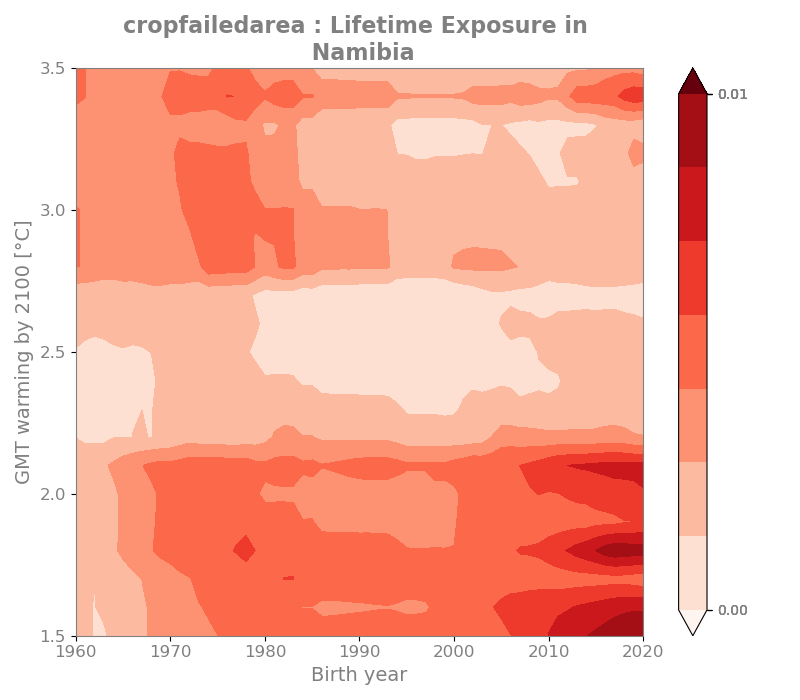 cropfailedarea : Lifetime Exposure in
Namibia
3.5
3.0
2.5
2.0
1.5
GMT warming by 2100 [°C]
1960 1970 1980 1990 2000 2010 2020
Birth year
0.01
0.00